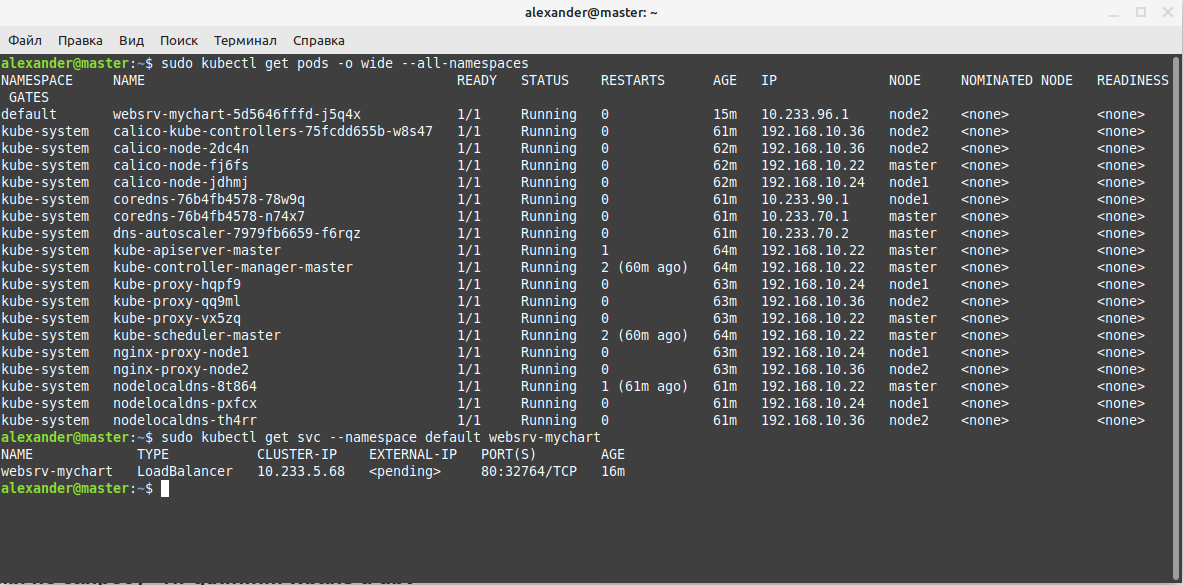 alexander@master: ~
Файл Правка Вид Поиск Терминал Справка
alexander@master:~$ sudo kubectl get pods -o wide --all-namespaces
NAMESPACE NAME READY STATUS RESTARTS AGE IP NODE NOMINATED NODE READINESS
GATES
default websrv-mychart-5d5646fffd-j5q4x 1/1 Running 0 15m 10.233.96.1 node2 <none> <none>
kube-system calico-kube-controllers-75fcdd655b-w8s47 1/1 Running 0 61m 192.168.10.36 node2 <none> <none>
kube-system calico-node-2dc4n 1/1 Running 0 62m 192.168.10.36 node2 <none> <none>
kube-system calico-node-fj6fs 1/1 Running 0 62m 192.168.10.22 master <none> <none>
kube-system calico-node-jdhmj 1/1 Running 0 62m 192.168.10.24 node1 <none> <none>
kube-system coredns-76b4fb4578-78w9q 1/1 Running 0 61m 10.233.90.1 node1 <none> <none>
kube-system coredns-76b4fb4578-n74x7 1/1 Running 0 61m 10.233.70.1 master <none> <none>
kube-system dns-autoscaler-7979fb6659-f6rqz 1/1 Running 0 61m 10.233.70.2 master <none> <none>
kube-system kube-apiserver-master 1/1 Running 1 64m 192.168.10.22 master <none> <none>
kube-system kube-controller-manager-master 1/1 Running 2 (60m ago) 64m 192.168.10.22 master <none> <none>
kube-system kube-proxy-hqpf9 1/1 Running 0 63m 192.168.10.24 node1 <none> <none>
kube-system kube-proxy-qq9ml 1/1 Running 0 63m 192.168.10.36 node2 <none> <none>
kube-system kube-proxy-vx5zq 1/1 Running 0 63m 192.168.10.22 master <none> <none>
kube-system kube-scheduler-master 1/1 Running 2 (60m ago) 64m 192.168.10.22 master <none> <none>
kube-system nginx-proxy-node1 1/1 Running 0 63m 192.168.10.24 node1 <none> <none>
kube-system nginx-proxy-node2 1/1 Running 0 63m 192.168.10.36 node2 <none> <none>
kube-system nodelocaldns-8t864 1/1 Running 1 (61m ago) 61m 192.168.10.22 master <none> <none>
kube-system nodelocaldns-pxfcx 1/1 Running 0 61m 192.168.10.24 node1 <none> <none>
kube-system nodelocaldns-th4rr 1/1 Running 0 61m 192.168.10.36 node2 <none> <none>
alexander@master:~$ sudo kubectl get svc --namespace default websrv-mychart
NAME TYPE CLUSTER-IP EXTERNAL-IP PORT(S) AGE
websrv-mychart LoadBalancer 10.233.5.68 <pending> 80:32764/TCP 16m
alexander@master:~$